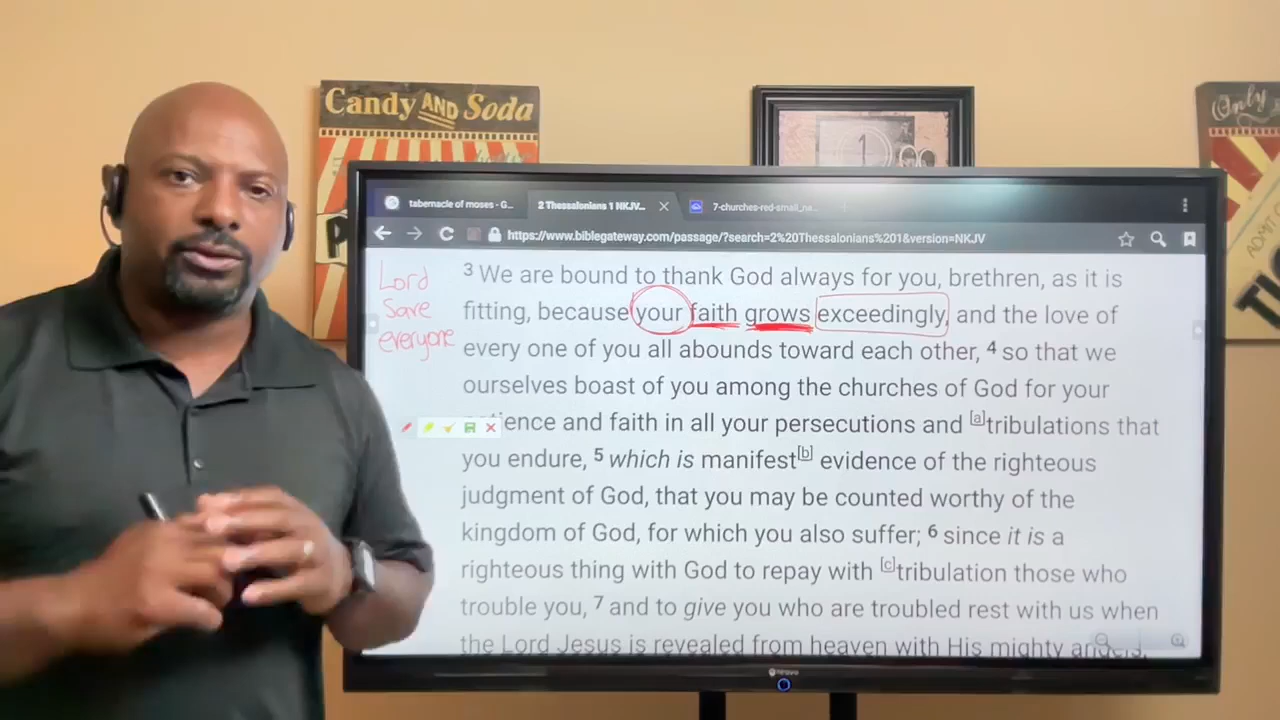 Candy AND Soda
Only
ADMIT
tabernacle of moses - G...
2 Thessalonians 1 NKJV...
7-churches-red-small_ne...
https://www.biblegateway.com/passage/?search=2%20Thessalonians%201&version=NKJV
Lord
Save
everyone
3 We are bound to thank God always for you, brethren, as it is
fitting, because your faith grows exceedingly, and the love of
every one of you all abounds toward each other, 4 so that we
ourselves boast of you among the churches of God for your
patience and faith in all your persecutions and [a]tribulations that
you endure, 5 which is manifest[b] evidence of the righteous
judgment of God, that you may be counted worthy of the
kingdom of God, for which you also suffer; 6 since it is a
righteous thing with God to repay with [c]tribulation those who
trouble you, 7 and to give you who are troubled rest with us when
the Lord Jesus is revealed from heaven with His mighty angels,